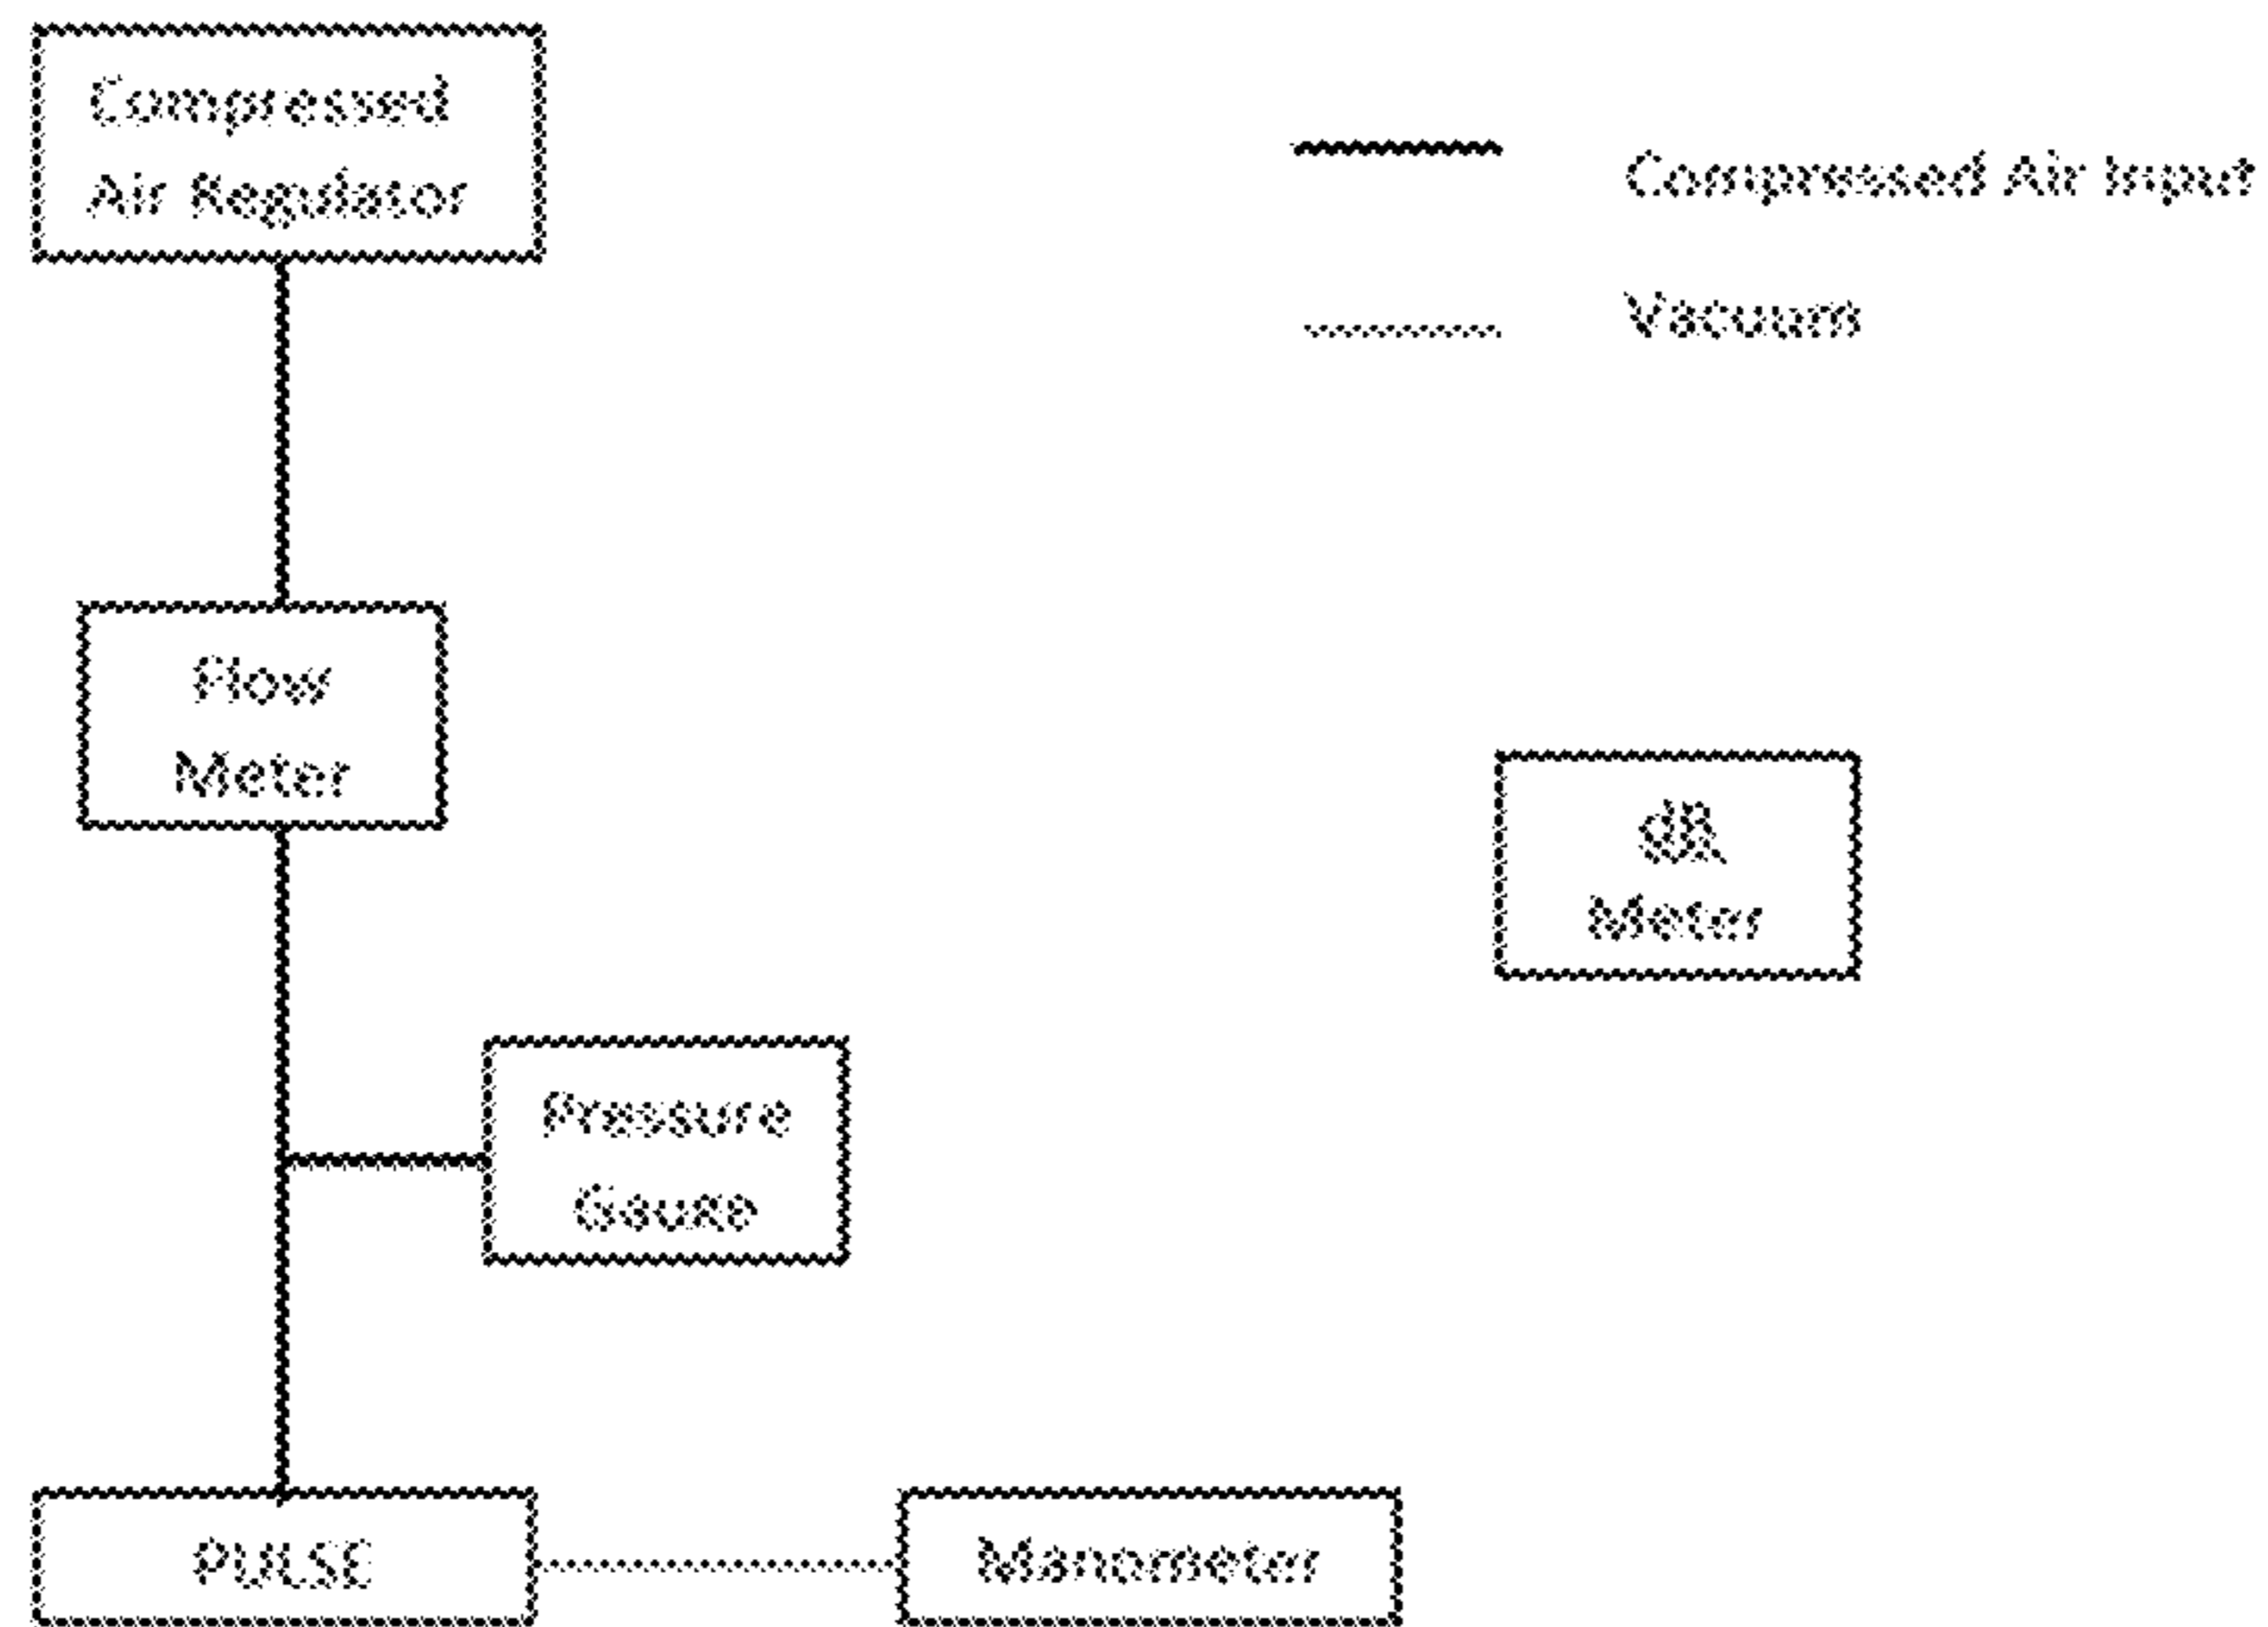 Compressed
Air Regulator
Compressed Air Input
Vacuum
Flow
Meter
dB
Meter
Pressure
Gauge
PULSE
Manometer